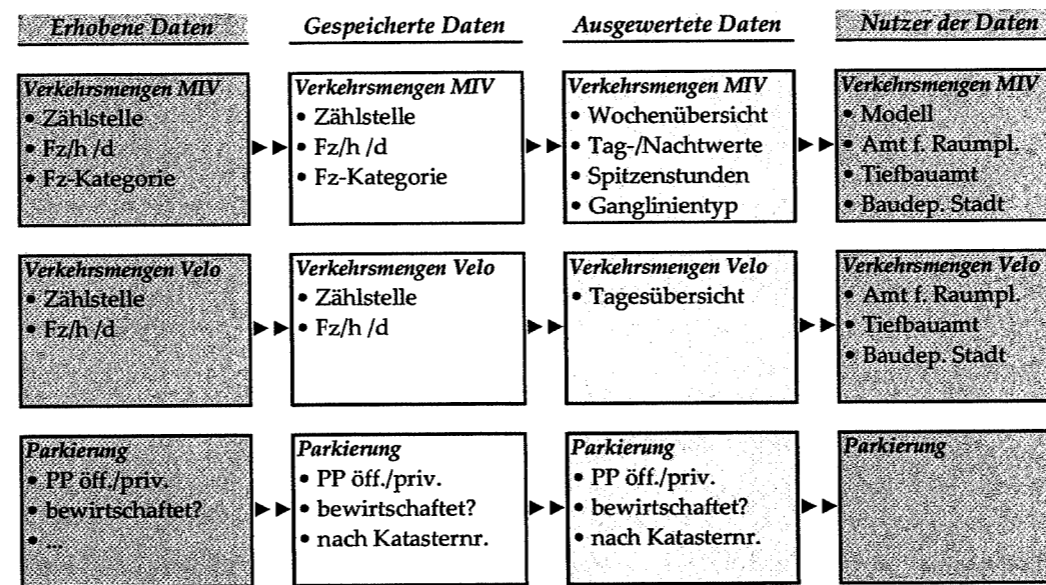 Erhobene Daten
Gespeicherte Daten
Ausgewertete Daten
Nutzer der Daten
Verkehrsmengen MIV
• Zählstelle
• Fz/h /d
• Fz-Kategorie
Verkehrsmengen MIV
• Zählstelle
• Fz/h /d
• Fz-Kategorie
Verkehrsmengen MIV
• Wochenübersicht
• Tag-/Nachtwerte
• Spitzenstunden
• Ganglinientyp
Verkehrsmengen MIV
• Modell
• Amt f. Raumpl.
• Tiefbauamt
• Baudep. Stadt
Verkehrsmengen Velo
• Zählstelle
• Fz/h /d
Verkehrsmengen Velo
• Zählstelle
• Fz/h /d
Verkehrsmengen Velo
• Tagesübersicht
Verkehrsmengen Velo
• Amt f. Raumpl.
• Tiefbauamt
• Baudep. Stadt
Parkierung
• PP öff./priv.
• bewirtschaftet?
• ...
Parkierung
• PP öff./priv.
• bewirtschaftet?
• nach Katasternr.
Parkierung
• PP öff./priv.
• bewirtschaftet?
• nach Katasternr.
Parkierung